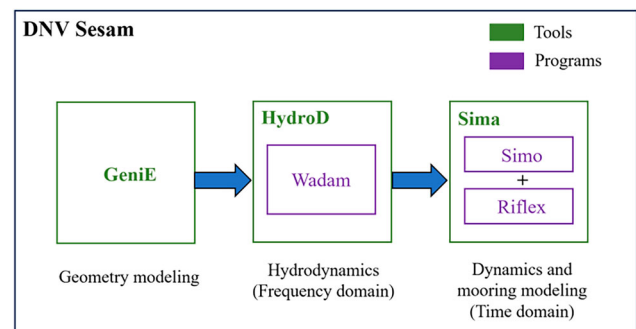 DNV Sesam
Tools
Programs
GeniE
HydroD
Wadam
Sima
Simo
+
Riflex
Geometry modeling
Hydrodynamics
(Frequency domain)
Dynamics and
mooring modeling
(Time domain)